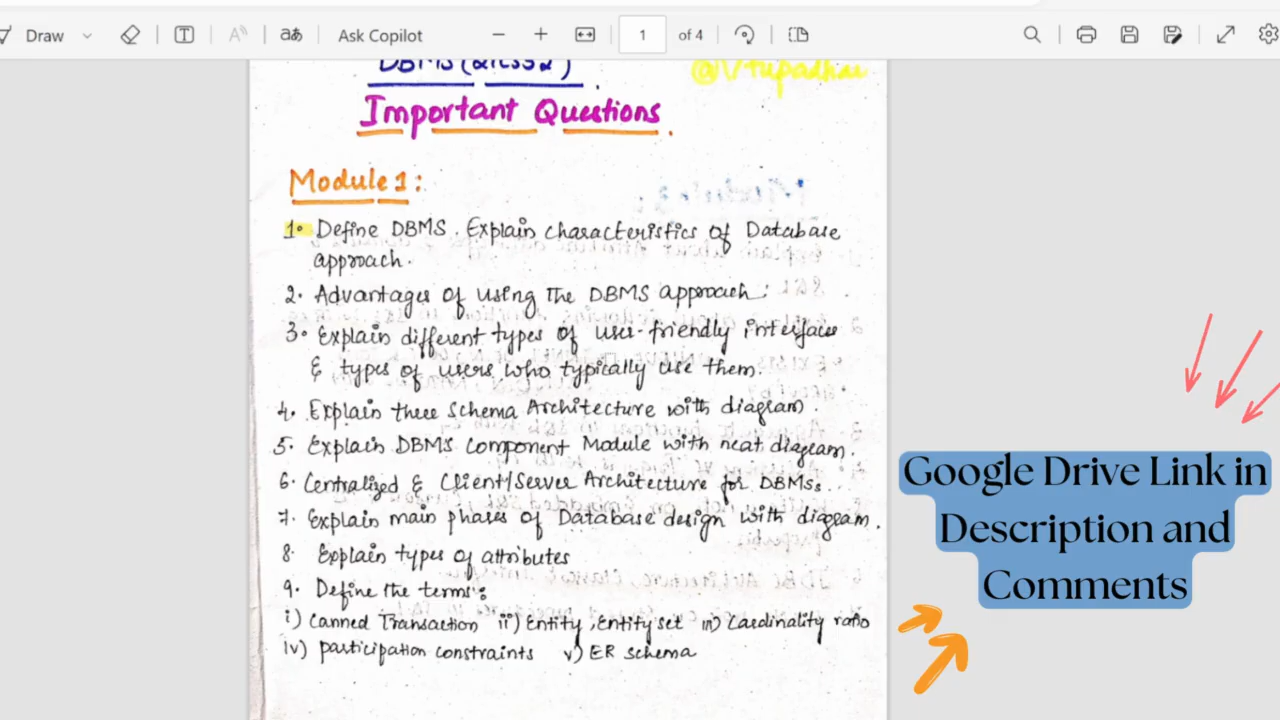 Draw
Ask Copilot
1 of 4
Important Questions.
Module 1:
1. Define DBMS. Explain characteristics of Database
approach.
2. Advantages of using The DBMS approach:
3. Explain different types of user-friendly interfaces
& types of users who typically use them.
4. Explain three Schema Architecture with diagram.
5. Explain DBMS Component Module with neat diagram.
6. Centralized & Client/Server Architecture for DBMSs..
7. Explain main phases of Database design with diagram.
8. Explain types of attributes
9. Define the terms:
i) Canned Transaction ii) Entity, Entity set iii) Cardinality ratio
iv) participation constraints v) ER schema
Google Drive Link in
Description and
Comments